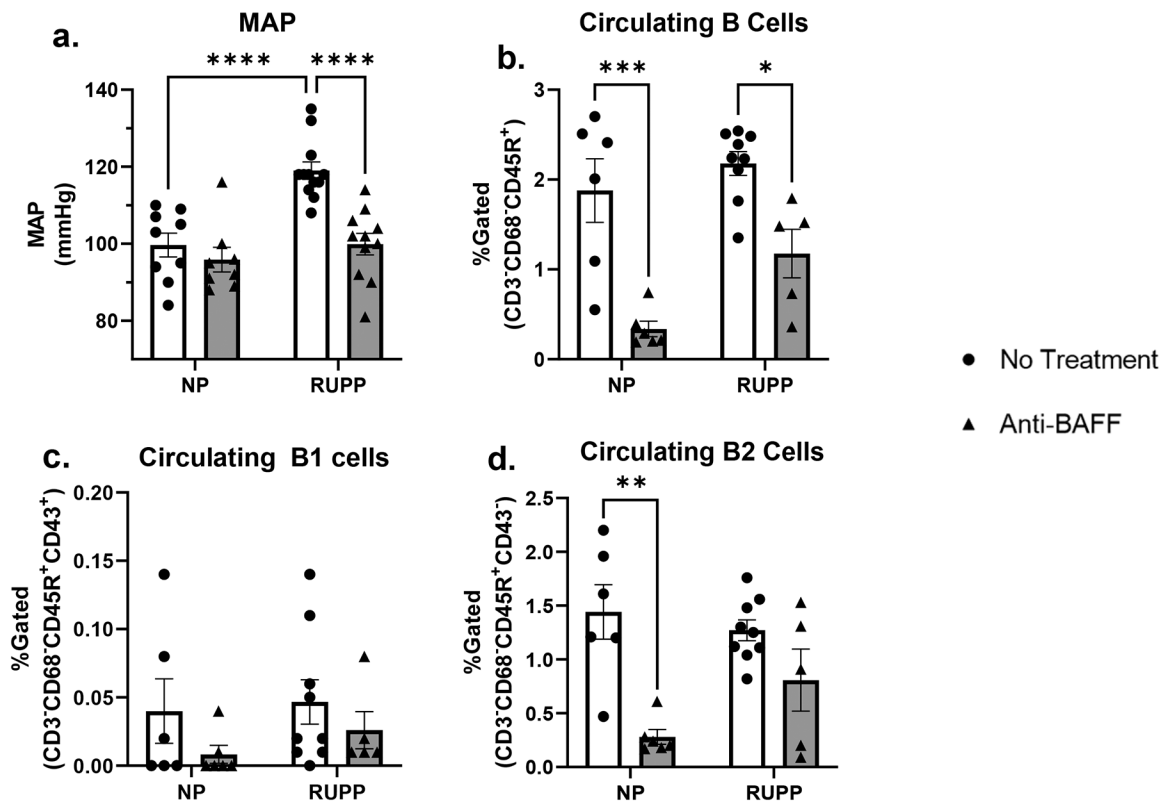 a.
MAP
**** ****
MAP
(mmHg)
140
120
100
80
NP RUPP
b.
Circulating B Cells
*** *
%Gated
(CD3⁻CD68⁻CD45R⁺)
3
2
1
0
NP RUPP
● No Treatment
▲ Anti-BAFF
c.
Circulating B1 cells
%Gated
(CD3⁻CD68⁻CD45R⁺CD43⁺)
0.20
0.15
0.10
0.05
0.00
NP RUPP
d.
Circulating B2 Cells
**
%Gated
(CD3⁻CD68⁻CD45R⁺CD43⁻)
2.5
2.0
1.5
1.0
0.5
0.0
NP RUPP